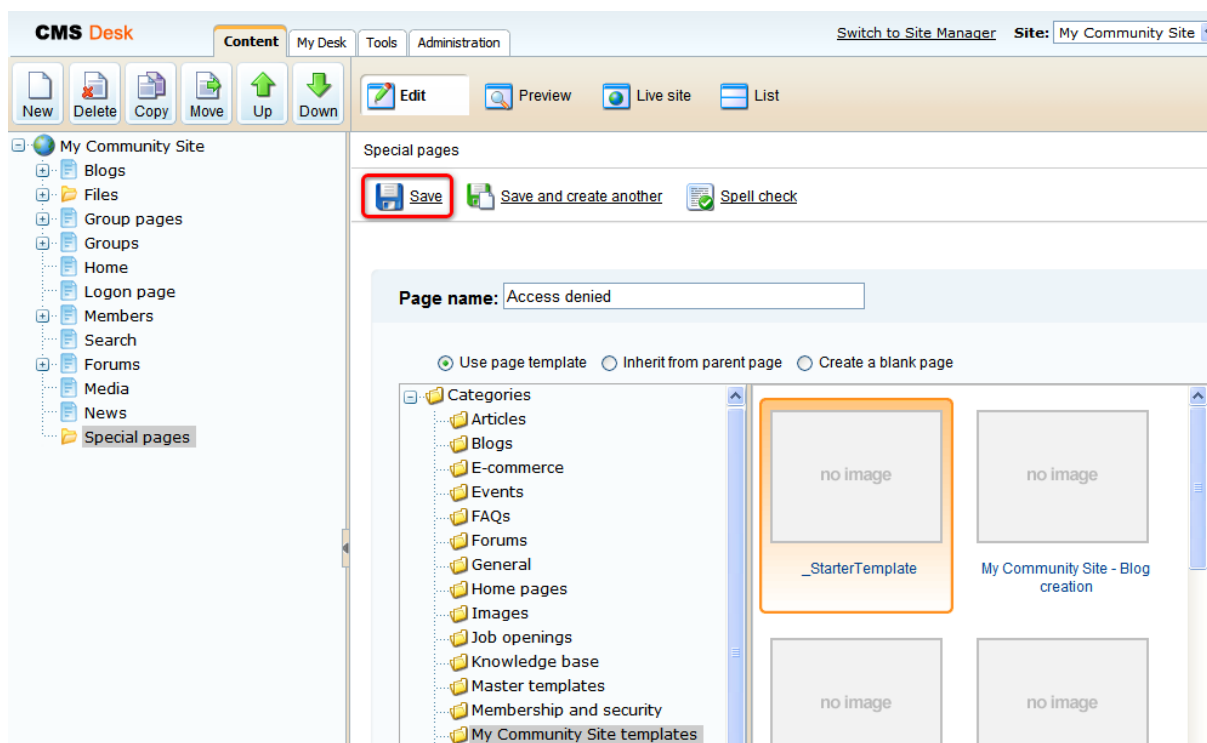 CMS Desk
Content My Desk Tools Administration
Switch to Site Manager Site: My Community Site
New Delete Copy Move Up Down
Edit Preview Live site List
My Community Site
Blogs
Files
Group pages
Groups
Home
Logon page
Members
Search
Forums
Media
News
Special pages
Special pages
Save Save and create another Spell check
Page name: Access denied
Use page template Inherit from parent page Create a blank page
Categories
Articles
Blogs
E-commerce
Events
FAQs
Forums
General
Home pages
Images
Job openings
Knowledge base
Master templates
Membership and security
My Community Site templates
no image no image
_StarterTemplate My Community Site - Blog
creation
no image no image